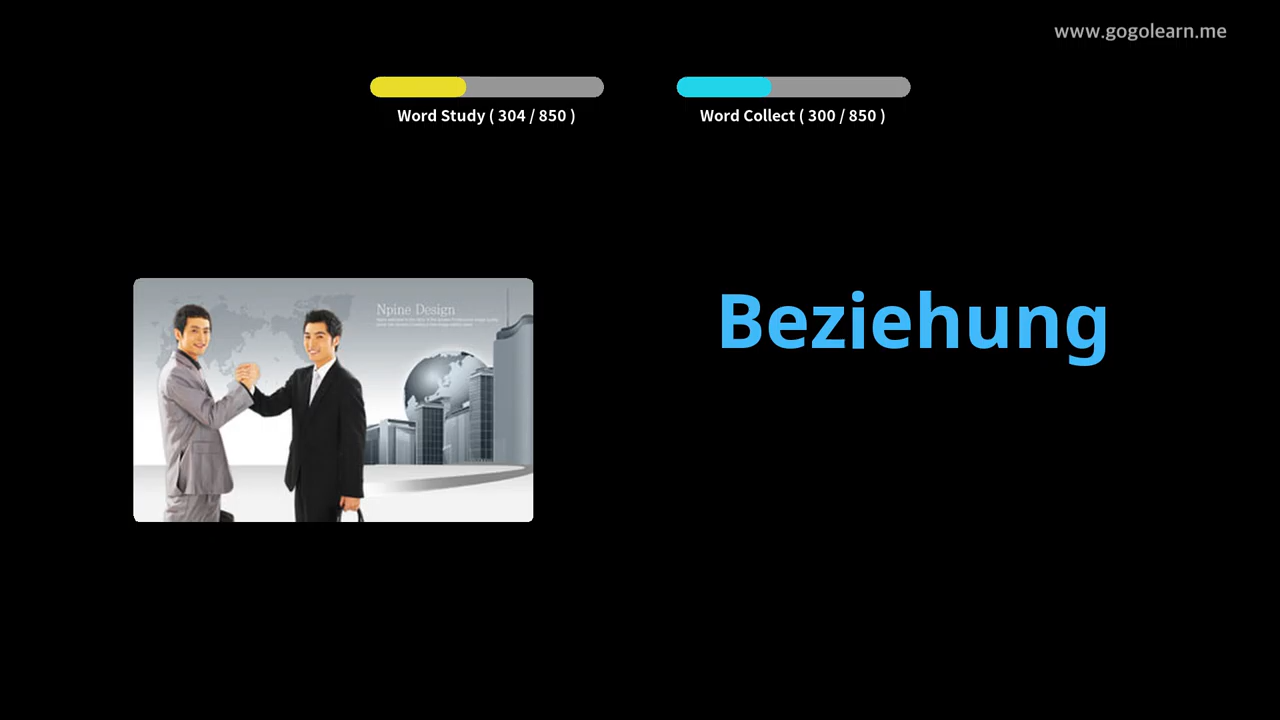 www.gogolearn.me
Word Study ( 304 / 850 )
Word Collect ( 300 / 850 )
Npine Design
Beziehung